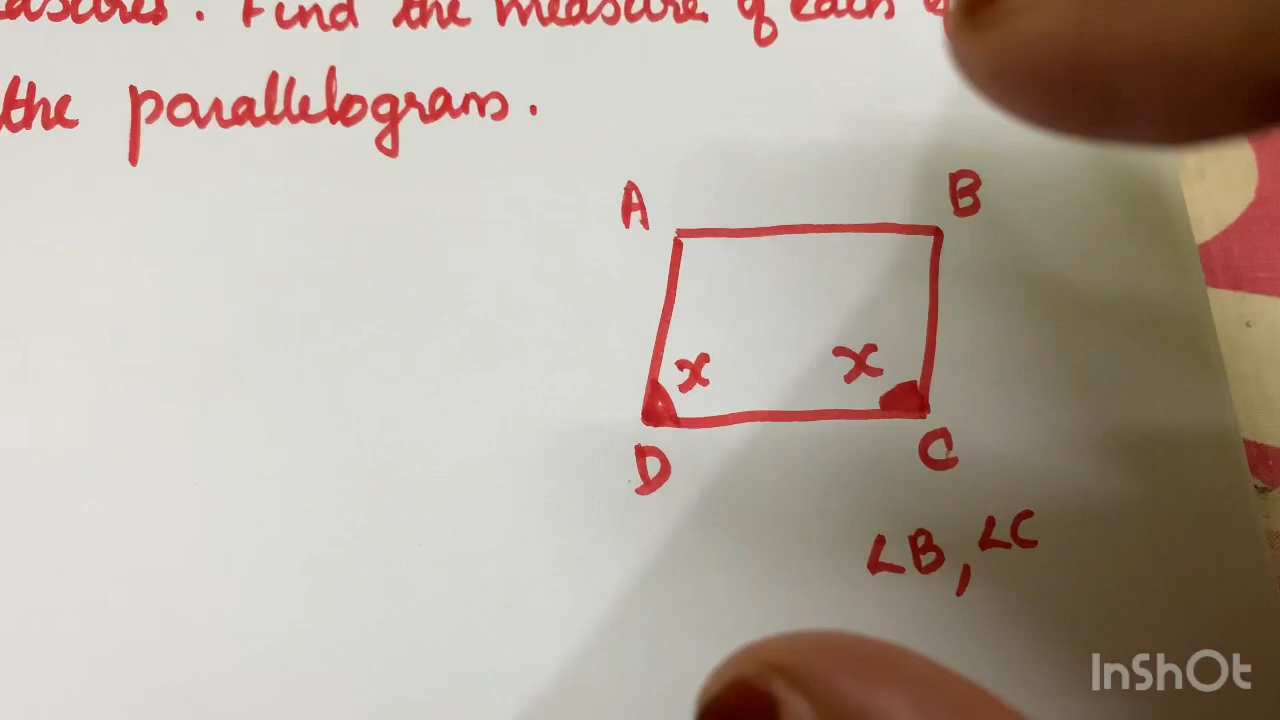 Find the measure of each
the parallelogram.
A B
x x
D C
∠B, ∠C
InShOt